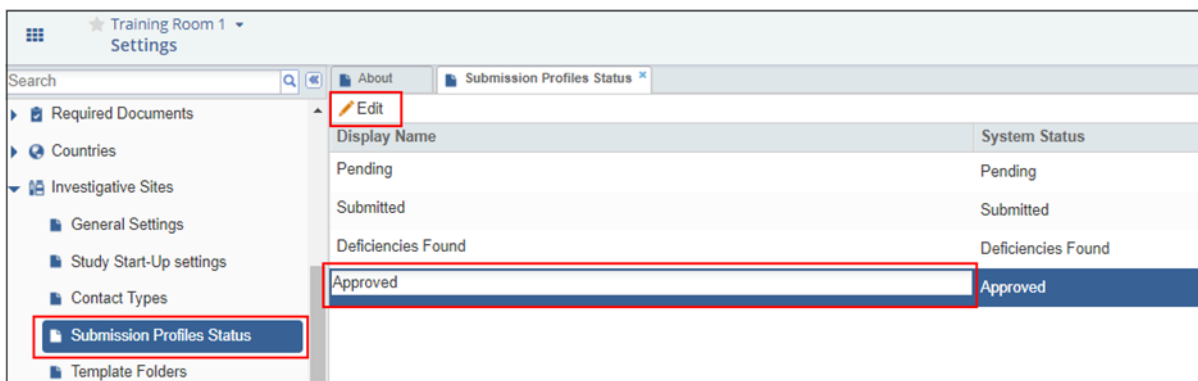 Training Room 1
Settings
Search
About
Submission Profiles Status
Required Documents
Countries
Investigative Sites
General Settings
Study Start-Up settings
Contact Types
Submission Profiles Status
Template Folders
Edit
Display Name System Status
Pending Pending
Submitted Submitted
Deficiencies Found Deficiencies Found
Approved Approved